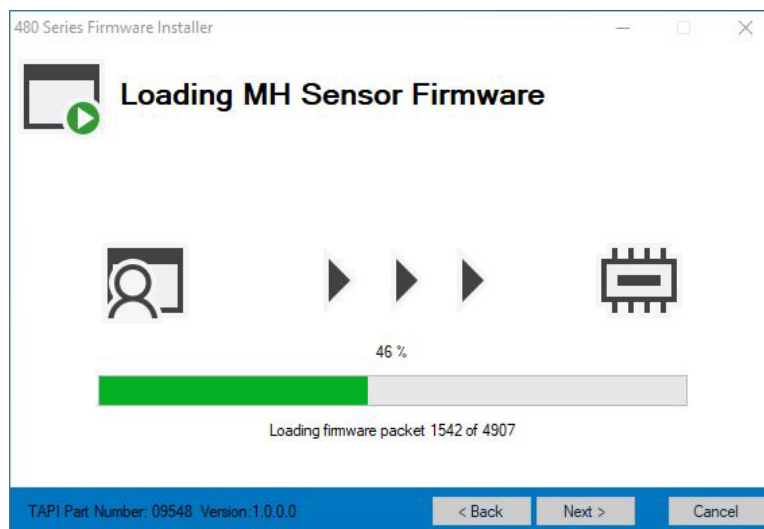 480 Series Firmware Installer
Loading MH Sensor Firmware
46 %
Loading firmware packet 1542 of 4907
TAPI Part Number: 09548 Version:1.0.0.0
< Back
Next >
Cancel